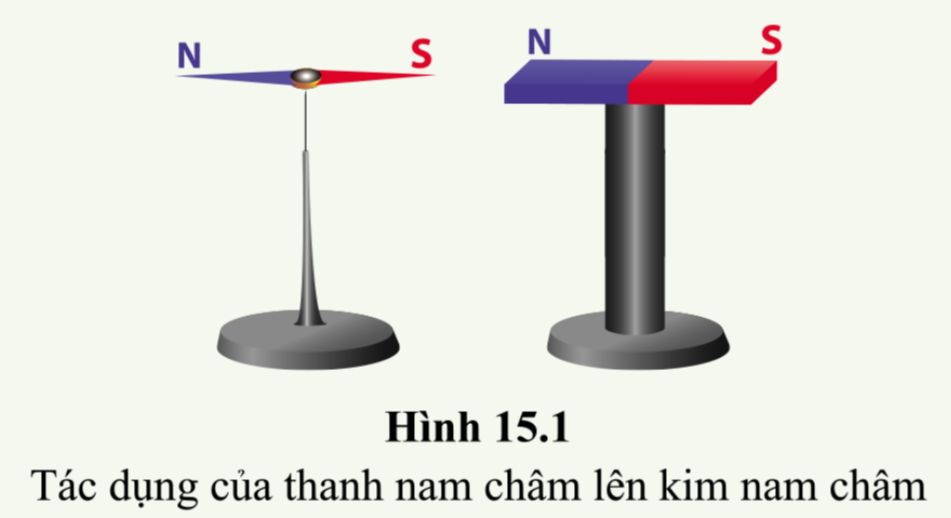 N S N S
Hình 15.1
Tác dụng của thanh nam châm lên kim nam châm